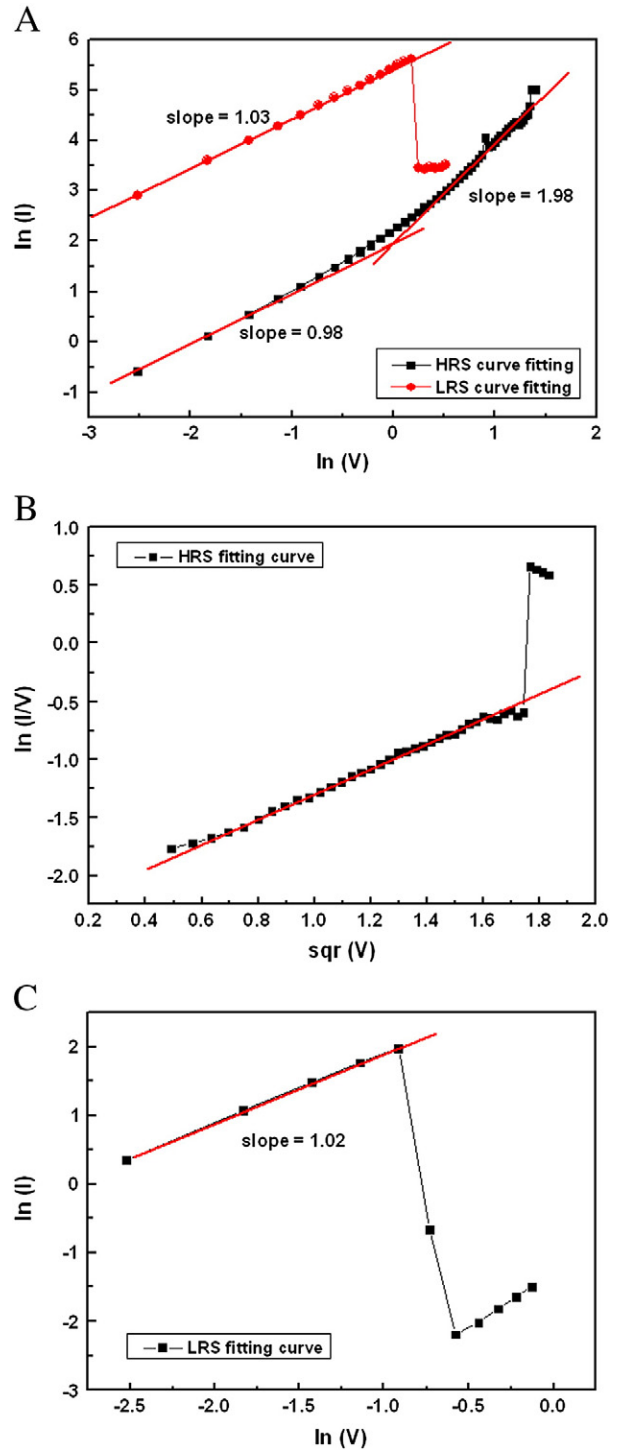 A
6
5
4
3
2
1
0
-1
ln (I)
slope = 1.03
slope = 1.98
slope = 0.98
HRS curve fitting
LRS curve fitting
-3 -2 -1 0 1 2
ln (V)
B
1.0
0.5
0.0
-0.5
-1.0
-1.5
-2.0
ln (I/V)
HRS fitting curve
0.2 0.4 0.6 0.8 1.0 1.2 1.4 1.6 1.8 2.0
sqr (V)
C
2
1
0
-1
-2
-3
ln (I)
slope = 1.02
LRS fitting curve
-2.5 -2.0 -1.5 -1.0 -0.5 0.0
ln (V)